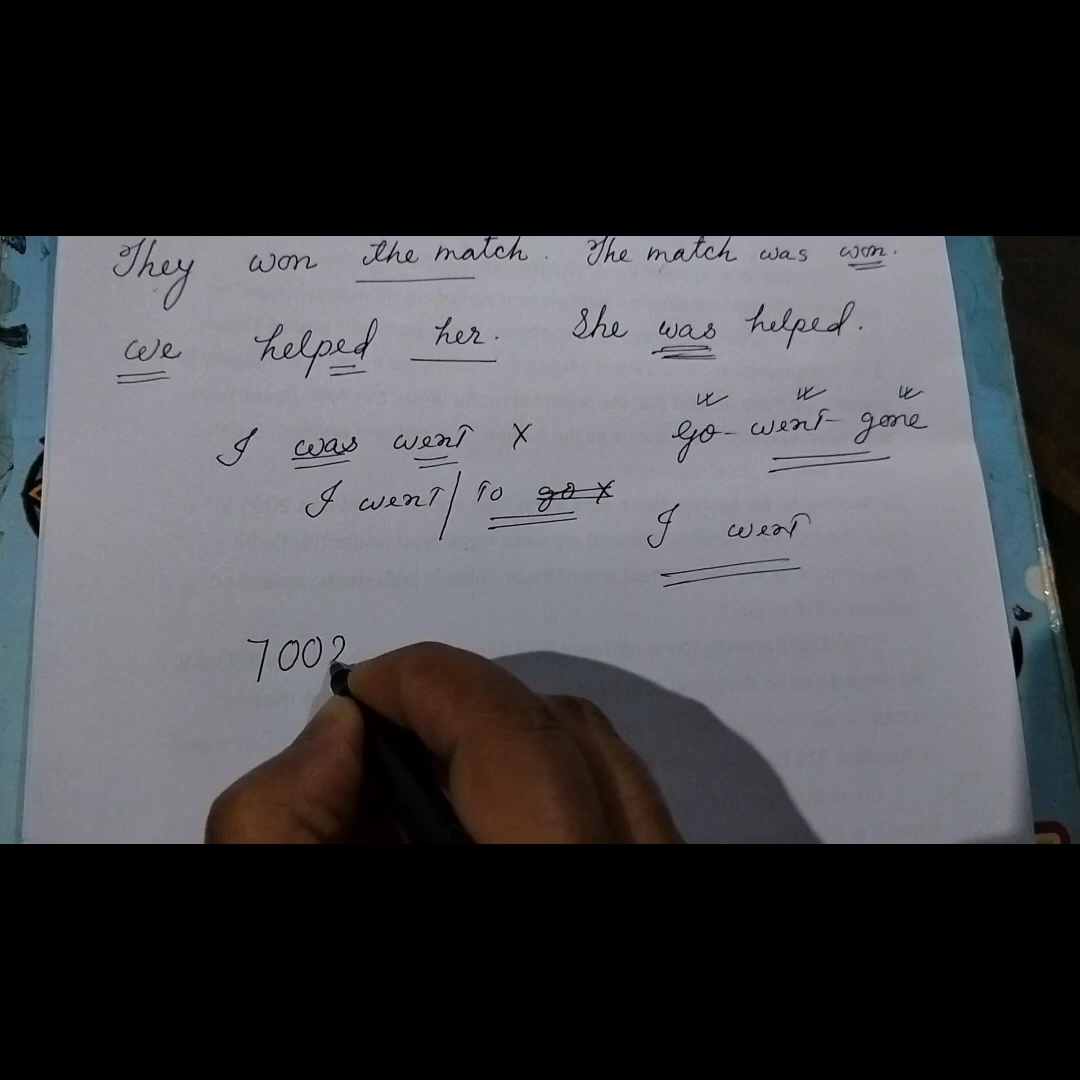 They won the match. The match was won.
we helped her. She was helped.
I was went X go - went - gone
I went / To go X
I went
7002